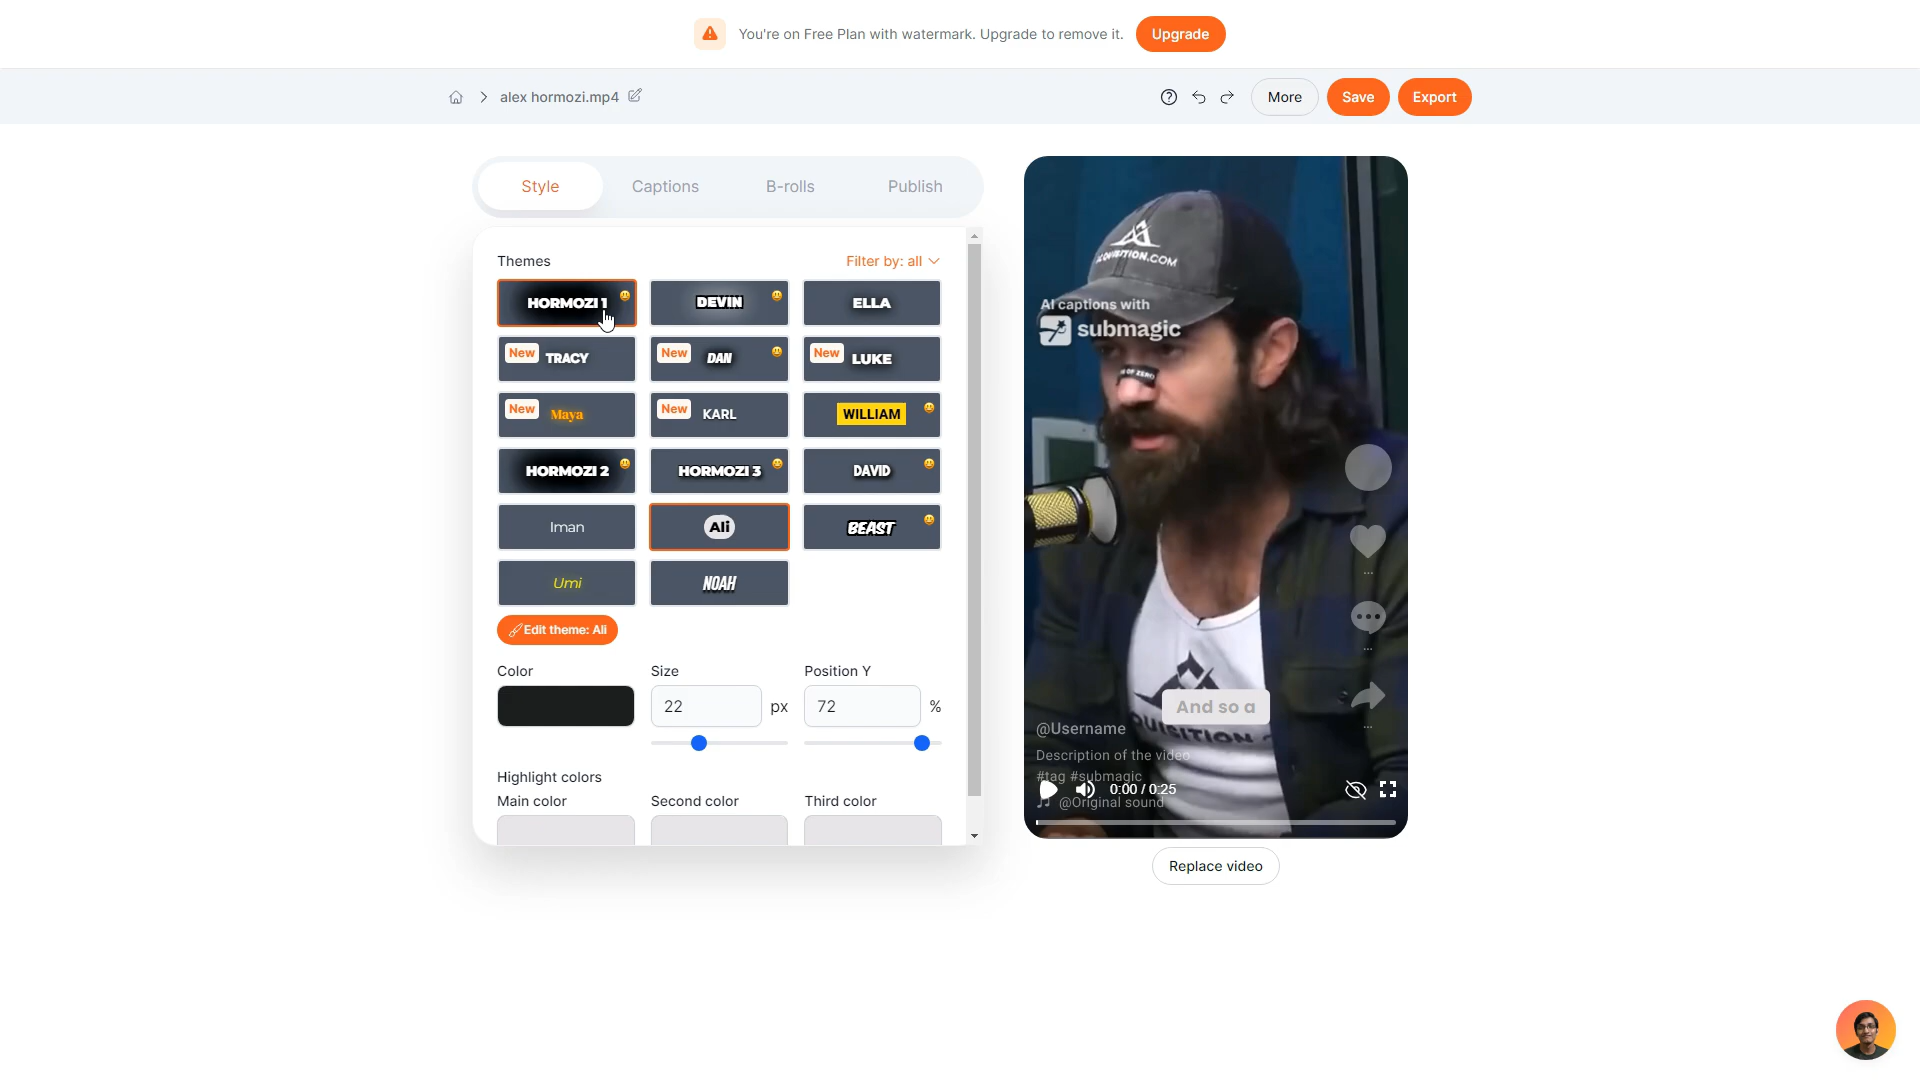 You're on Free Plan with watermark. Upgrade to remove it.
Upgrade
alex hormozi.mp4
More
Save
Export
Style
Captions
B-rolls
Publish
Themes
Filter by: all
HORMOZI 1
DEVIN
ELLA
New
TRACY
New
DAN
New
LUKE
New
Maya
New
KARL
WILLIAM
HORMOZI 2
HORMOZI 3
DAVID
Iman
Ali
BEAST
Umi
NOAH
Edit theme: Ali
Color
Size
Position Y
22
px
72
%
Highlight colors
Main color
Second color
Third color
AI captions with
submagic
And so a
@Username
Description of the video
#tag #submagic
@Original sound
0:00 / 0:25
Replace video